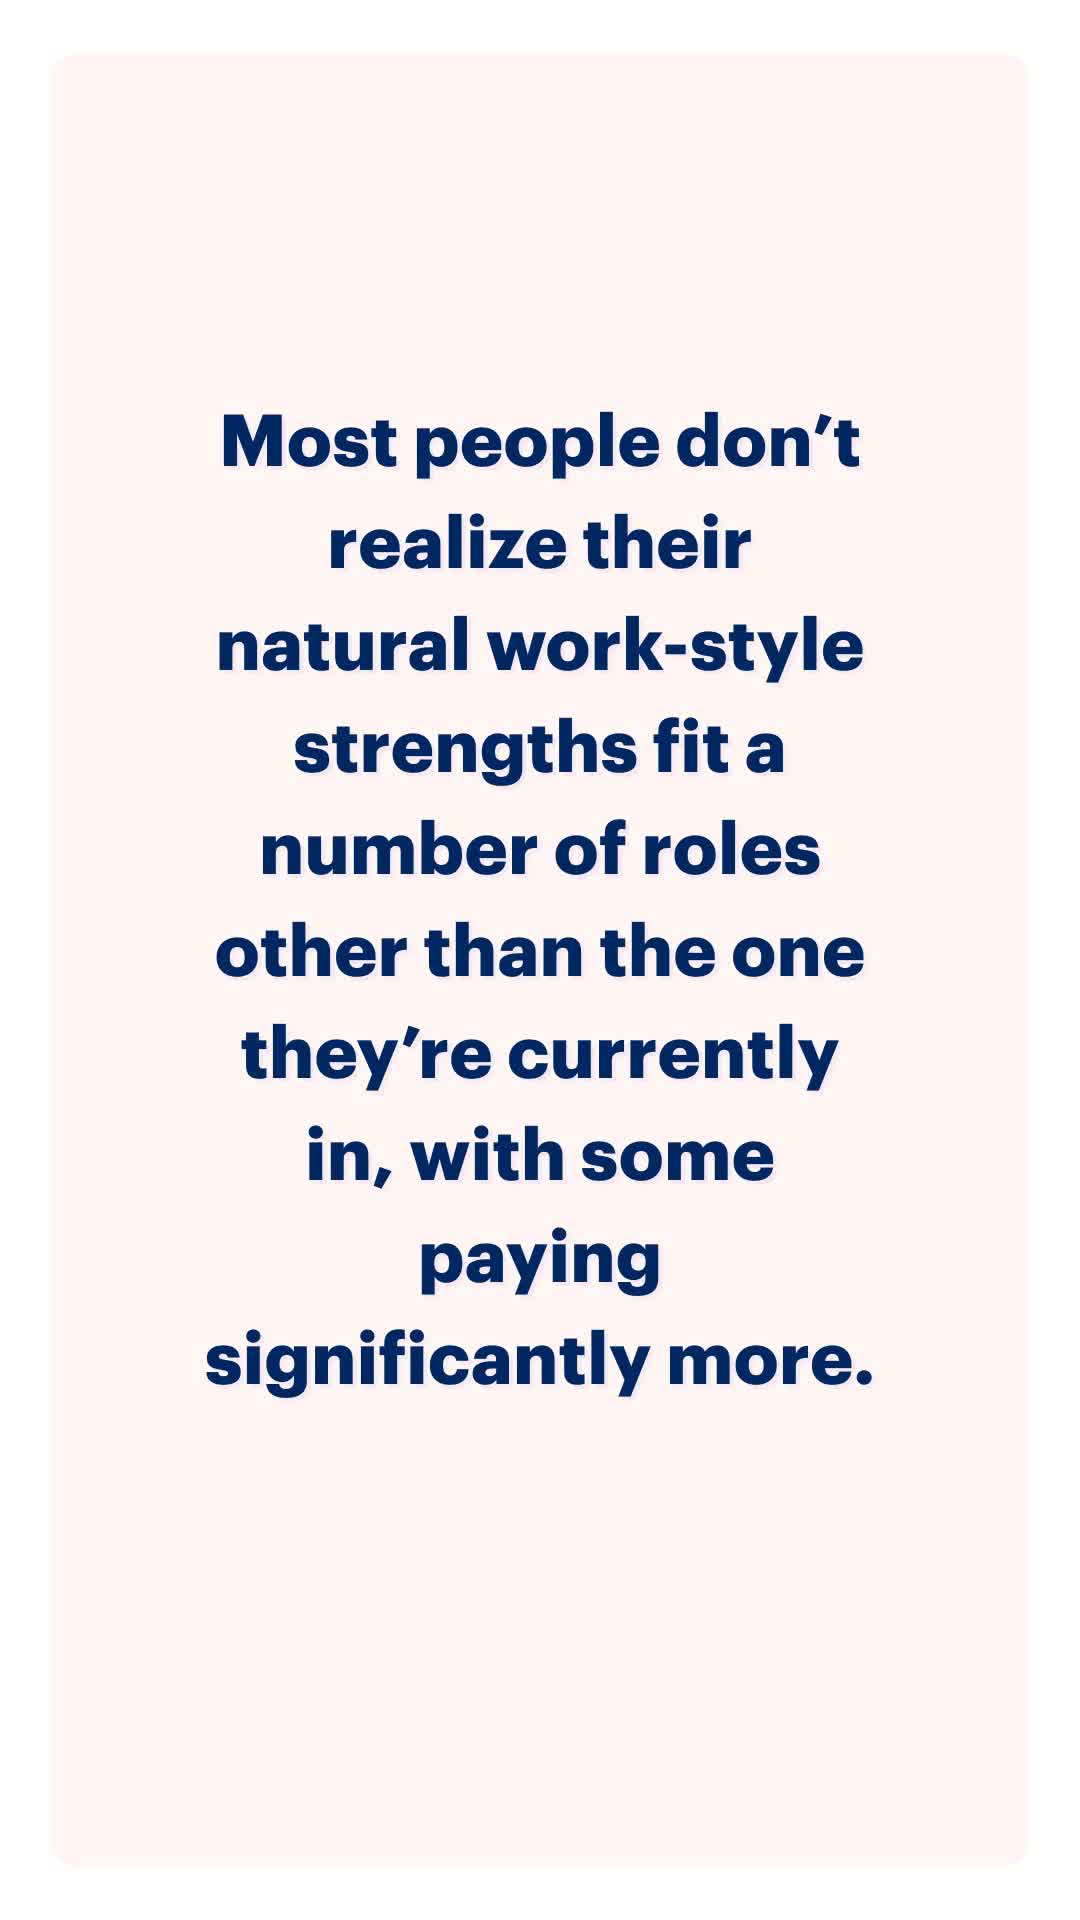 Most people don’t
realize their
natural work-style
strengths fit a
number of roles
other than the one
they’re currently
in, with some
paying
significantly more.